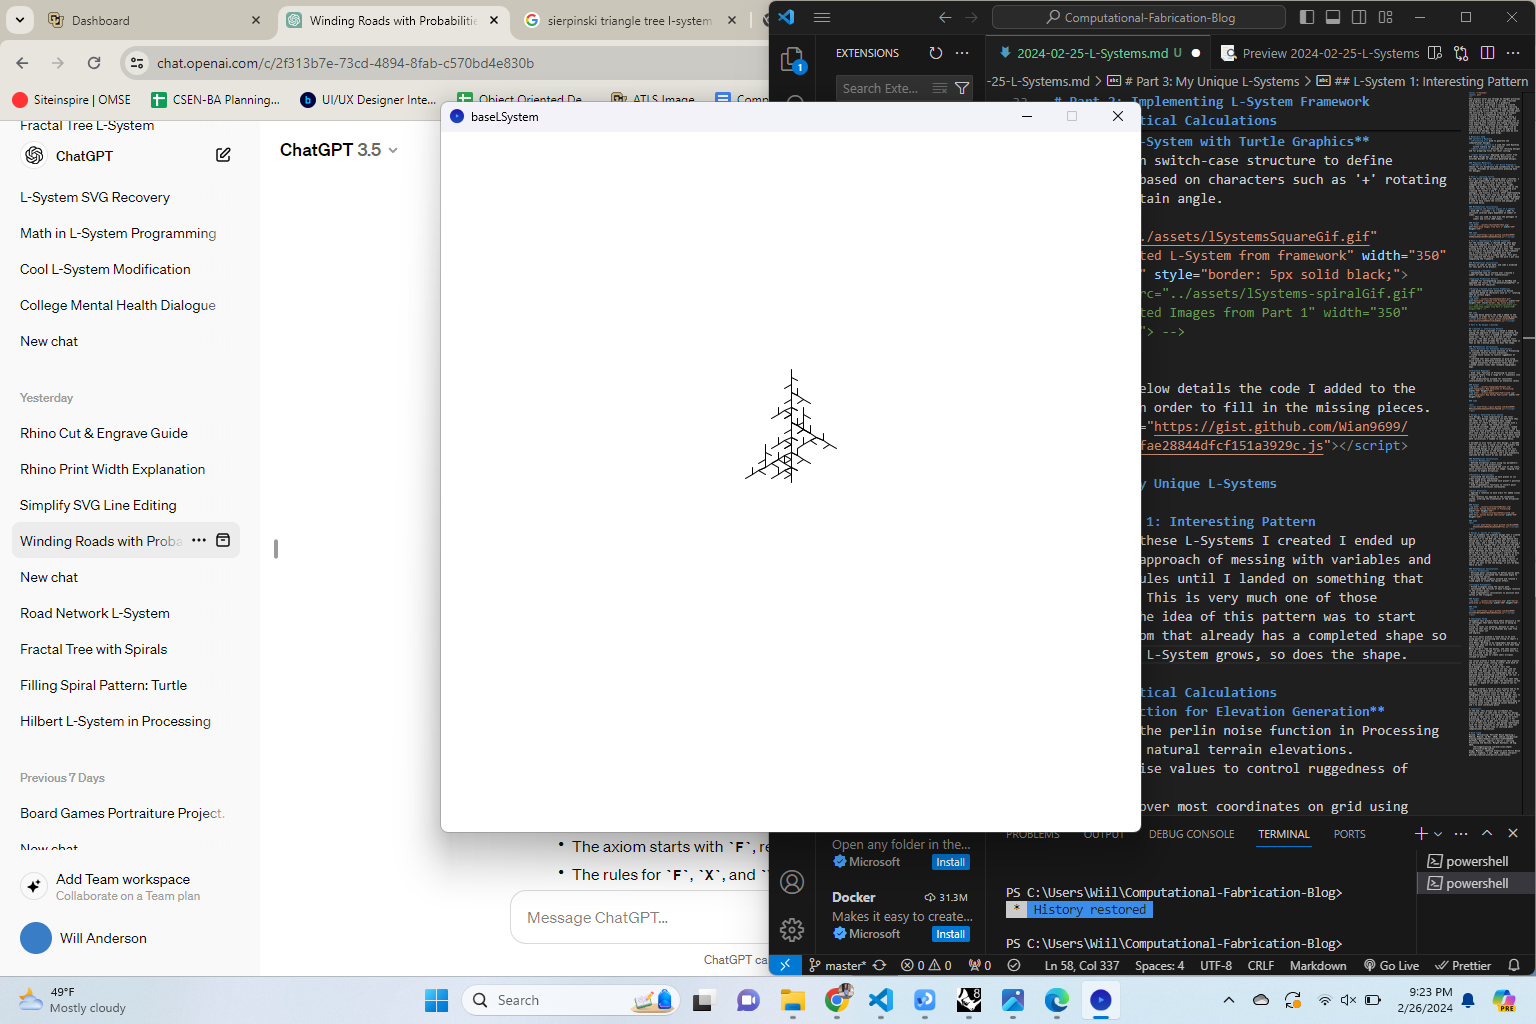 Dashboard
Winding Roads with Probabilitie
sierpinski triangle tree l-system
chat.openai.com/c/2f313b7e-73cd-4894-8fab-c570bd4e830b
Siteinspire | OMSE
CSEN-BA Planning...
UI/UX Designer Inte...
Object Oriented De
ATLS Image
Comp
Fractal Tree L-System
ChatGPT
L-System SVG Recovery
Math in L-System Programming
Cool L-System Modification
College Mental Health Dialogue
New chat
Yesterday
Rhino Cut & Engrave Guide
Rhino Print Width Explanation
Simplify SVG Line Editing
Winding Roads with Proba
New chat
Road Network L-System
Fractal Tree with Spirals
Filling Spiral Pattern: Turtle
Hilbert L-System in Processing
Previous 7 Days
Board Games Portraiture Project.
New chat
Add Team workspace
Collaborate on a Team plan
Will Anderson
ChatGPT 3.5
The axiom starts with `F`, re
The rules for `F`, `X`, and `
Message ChatGPT...
ChatGPT ca
baseLSystem
Computational-Fabrication-Blog
EXTENSIONS
Search Exte...
1
2024-02-25-L-Systems.md U
Preview 2024-02-25-L-Systems
-25-L-Systems.md > # Part 3: My Unique L-Systems > ## L-System 1: Interesting Pattern
# Part 2: Implementing L-System Framework
tical Calculations
-System with Turtle Graphics**
n switch-case structure to define
based on characters such as '+' rotating
tain angle.
./assets/lSystemsSquareGif.gif"
ted L-System from framework" width="350"
" style="border: 5px solid black;">
rc="../assets/lSystems-spiralGif.gif"
ted Images from Part 1" width="350"
"> -->
elow details the code I added to the
n order to fill in the missing pieces.
="https://gist.github.com/Wian9699/
fae28844dfcf151a3929c.js"></script>
y Unique L-Systems
1: Interesting Pattern
these L-Systems I created I ended up
approach of messing with variables and
ules until I landed on something that
This is very much one of those
he idea of this pattern was to start
om that already has a completed shape so
L-System grows, so does the shape.
tical Calculations
ction for Elevation Generation**
the perlin noise function in Processing
natural terrain elevations.
ise values to control ruggedness of
over most coordinates on grid using
PROBLEMS
OUTPUT
DEBUG CONSOLE
TERMINAL
PORTS
Open any folder in the...
Microsoft
Install
Docker
31.3M
Makes it easy to create...
Microsoft
Install
PS C:\Users\Wiil\Computational-Fabrication-Blog>
* History restored
PS C:\Users\Wiil\Computational-Fabrication-Blog>
powershell
powershell
master*
0
0
0
Ln 58, Col 337
Spaces: 4
UTF-8
CRLF
Markdown
Go Live
Prettier
49°F
Mostly cloudy
Search
8
PRE
9:23 PM
2/26/2024